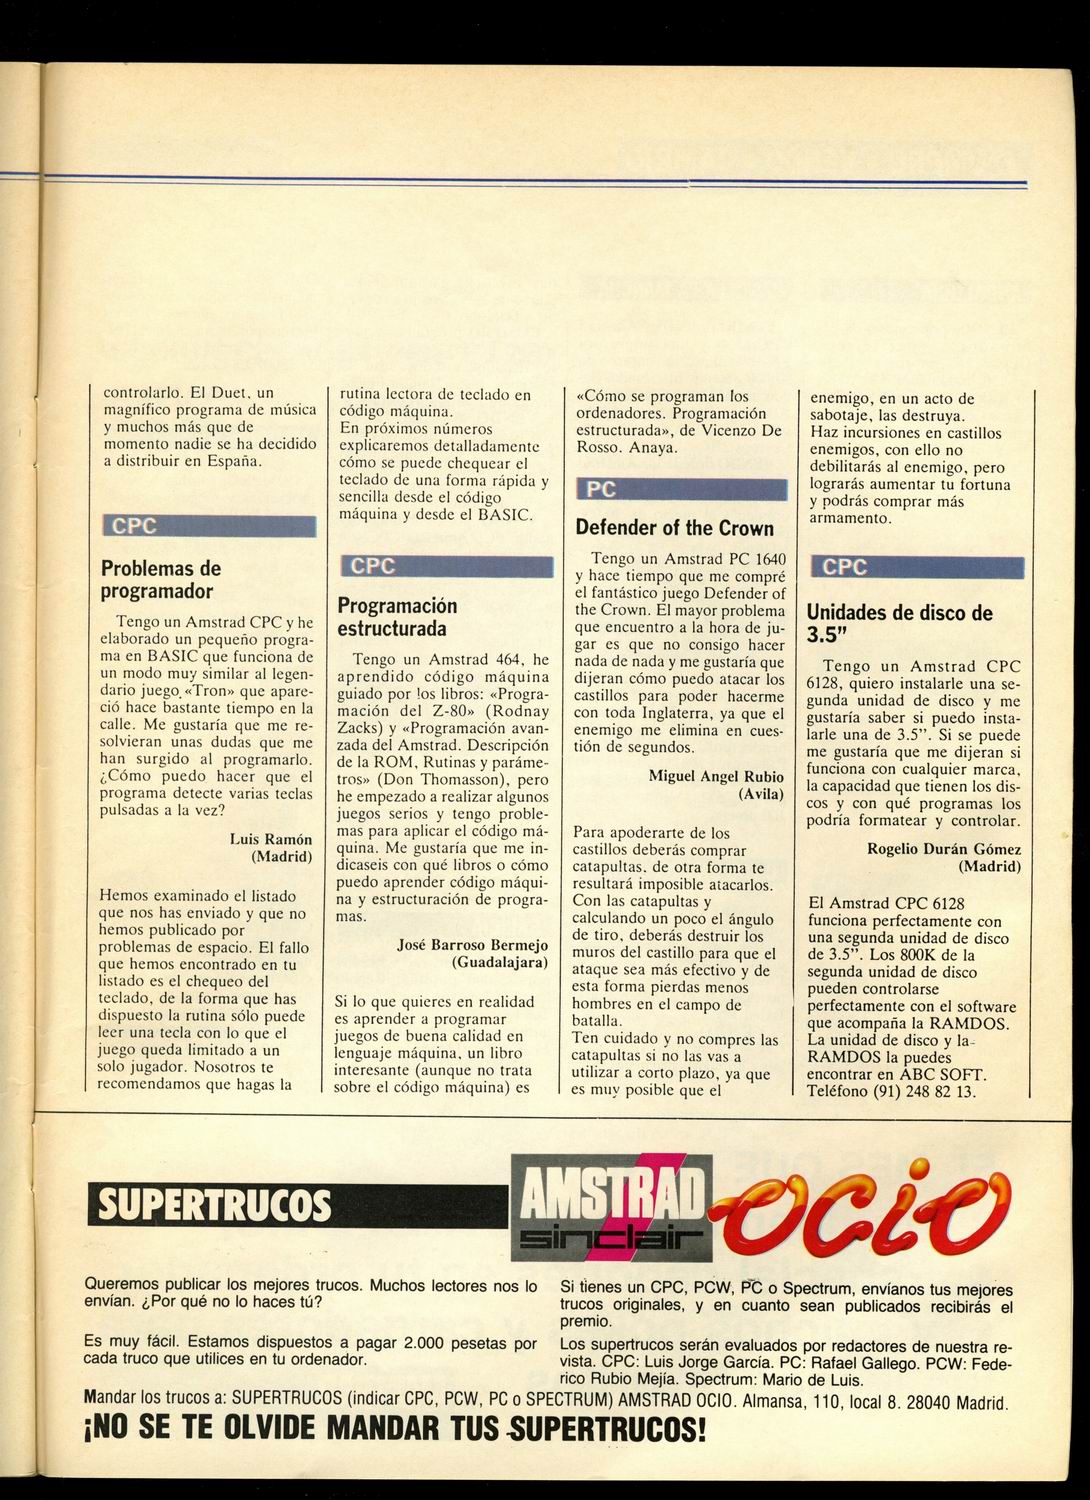 controlarlo. El Duet, un
magnífico programa de música
y muchos más que de
momento nadie se ha decidido
a distribuir en España.
CPC
Problemas de
programador
Tengo un Amstrad CPC y he
elaborado un pequeño progra-
ma en BASIC que funciona de
un modo muy similar al legen-
dario juego «Tron» que apare-
ció hace bastante tiempo en la
calle. Me gustaría que me re-
solvieran unas dudas que me
han surgido al programarlo.
¿Cómo puedo hacer que el
programa detecte varias teclas
pulsadas a la vez?
Luis Ramón
(Madrid)
Hemos examinado el listado
que nos has enviado y que no
hemos publicado por
problemas de espacio. El fallo
que hemos encontrado en tu
listado es el chequeo del
teclado, de la forma que has
dispuesto la rutina sólo puede
leer una tecla con lo que el
juego queda limitado a un
solo jugador. Nosotros te
recomendamos que hagas la
rutina lectora de teclado en
código máquina.
En próximos números
explicaremos detalladamente
cómo se puede chequear el
teclado de una forma rápida y
sencilla desde el código
máquina y desde el BASIC.
CPC
Programación
estructurada
Tengo un Amstrad 464, he
aprendido código máquina
guiado por los libros: «Progra-
mación del Z-80» (Rodnay
Zacks) y «Programación avan-
zada del Amstrad. Descripción
de la ROM, Rutinas y paráme-
tros» (Don Thomasson), pero
he empezado a realizar algunos
juegos serios y tengo proble-
mas para aplicar el código má-
quina. Me gustaría que me in-
dicaseis con qué libros o cómo
puedo aprender código máqui-
na y estructuración de progra-
mas.
José Barroso Bermejo
(Guadalajara)
Si lo que quieres en realidad
es aprender a programar
juegos de buena calidad en
lenguaje máquina, un libro
interesante (aunque no trata
sobre el código máquina) es
«Cómo se programan los
ordenadores. Programación
estructurada», de Vicenzo De
Rosso. Anaya.
PC
Defender of the Crown
Tengo un Amstrad PC 1640
y hace tiempo que me compré
el fantástico juego Defender of
the Crown. El mayor problema
que encuentro a la hora de ju-
gar es que no consigo hacer
nada de nada y me gustaría que
dijeran cómo puedo atacar los
castillos para poder hacerme
con toda Inglaterra, ya que el
enemigo me elimina en cues-
tión de segundos.
Miguel Angel Rubio
(Avila)
Para apoderarte de los
castillos deberás comprar
catapultas, de otra forma te
resultará imposible atacarlos.
Con las catapultas y
calculando un poco el ángulo
de tiro, deberás destruir los
muros del castillo para que el
ataque sea más efectivo y de
esta forma pierdas menos
hombres en el campo de
batalla.
Ten cuidado y no compres las
catapultas si no las vas a
utilizar a corto plazo, ya que
es muy posible que el
enemigo, en un acto de
sabotaje, las destruya.
Haz incursiones en castillos
enemigos, con ello no
debilitarás al enemigo, pero
lograrás aumentar tu fortuna
y podrás comprar más
armamento.
CPC
Unidades de disco de
3.5”
Tengo un Amstrad CPC
6128, quiero instalarle una se-
gunda unidad de disco y me
gustaría saber si puedo insta-
larle una de 3.5”. Si se puede
me gustaría que me dijeran si
funciona con cualquier marca,
la capacidad que tienen los dis-
cos y con qué programas los
podría formatear y controlar.
Rogelio Durán Gómez
(Madrid)
El Amstrad CPC 6128
funciona perfectamente con
una segunda unidad de disco
de 3.5”. Los 800K de la
segunda unidad de disco
pueden controlarse
perfectamente con el software
que acompaña la RAMDOS.
La unidad de disco y la
RAMDOS la puedes
encontrar en ABC SOFT.
Teléfono (91) 248 82 13.
SUPERTRUCOS
AMSTRAD
sinclair
OCIO
Queremos publicar los mejores trucos. Muchos lectores nos lo
envían. ¿Por qué no lo haces tú?
Es muy fácil. Estamos dispuestos a pagar 2.000 pesetas por
cada truco que utilices en tu ordenador.
Si tienes un CPC, PCW, PC o Spectrum, envíanos tus mejores
trucos originales, y en cuanto sean publicados recibirás el
premio.
Los supertrucos serán evaluados por redactores de nuestra re-
vista. CPC: Luis Jorge García. PC: Rafael Gallego. PCW: Fede-
rico Rubio Mejía. Spectrum: Mario de Luis.
Mandar los trucos a: SUPERTRUCOS (indicar CPC, PCW, PC o SPECTRUM) AMSTRAD OCIO. Almansa, 110, local 8. 28040 Madrid.
¡NO SE TE OLVIDE MANDAR TUS SUPERTRUCOS!